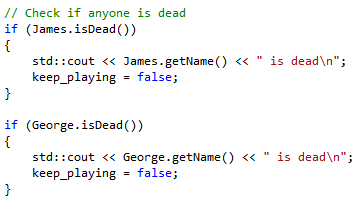 // Check if anyone is dead
if (James.isDead())
{
    std::cout << James.getName() << " is dead\n";
    keep_playing = false;
}

if (George.isDead())
{
    std::cout << George.getName() << " is dead\n";
    keep_playing = false;
}